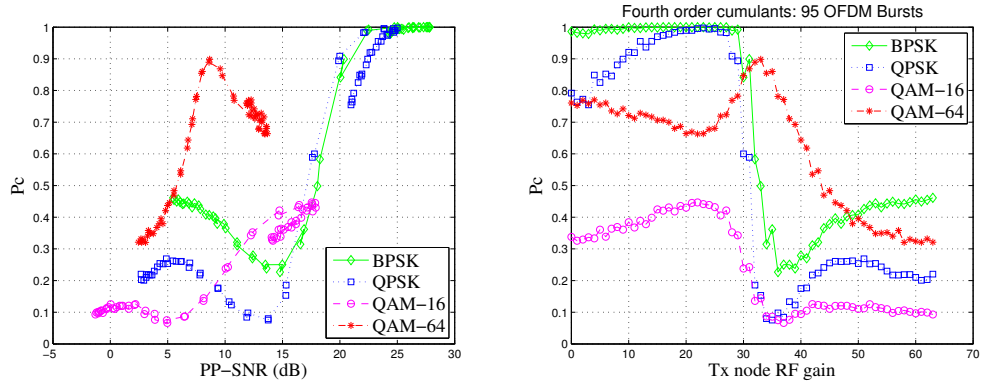 1
0.9
0.8
0.7
0.6
0.5
0.4
0.3
0.2
0.1
0
Pc
−5 0 5 10 15 20 25 30
PP−SNR (dB)
BPSK
QPSK
QAM−16
QAM−64
Fourth order cumulants: 95 OFDM Bursts
1
0.9
0.8
0.7
0.6
0.5
0.4
0.3
0.2
0.1
0
Pc
0 10 20 30 40 50 60 70
Tx node RF gain
BPSK
QPSK
QAM−16
QAM−64